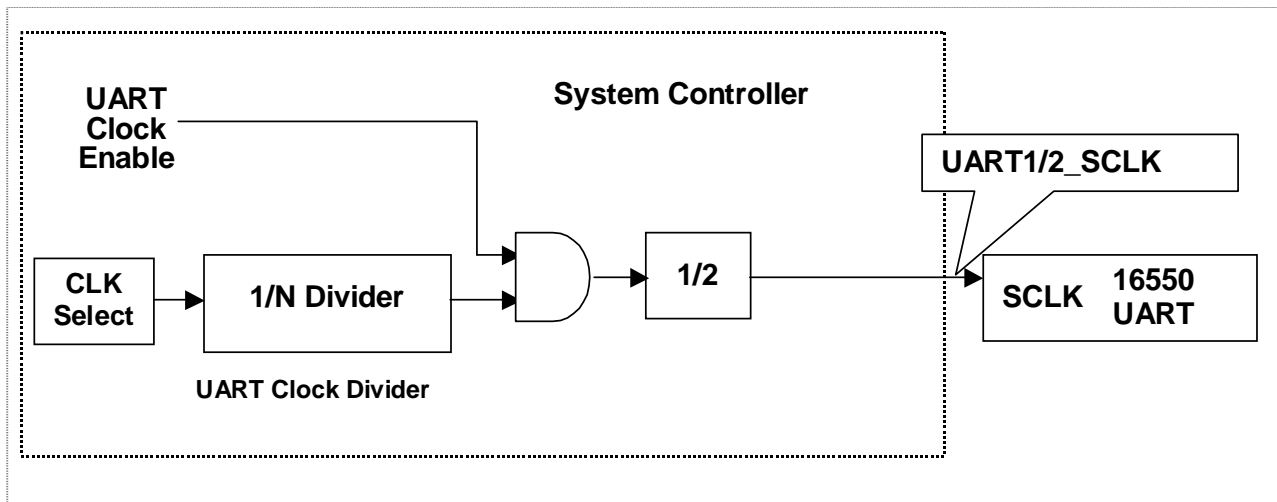 System Controller
UART
Clock
Enable
UART1/2_SCLK
CLK
Select
1/N Divider
1/2
SCLK
16550
UART
UART Clock Divider